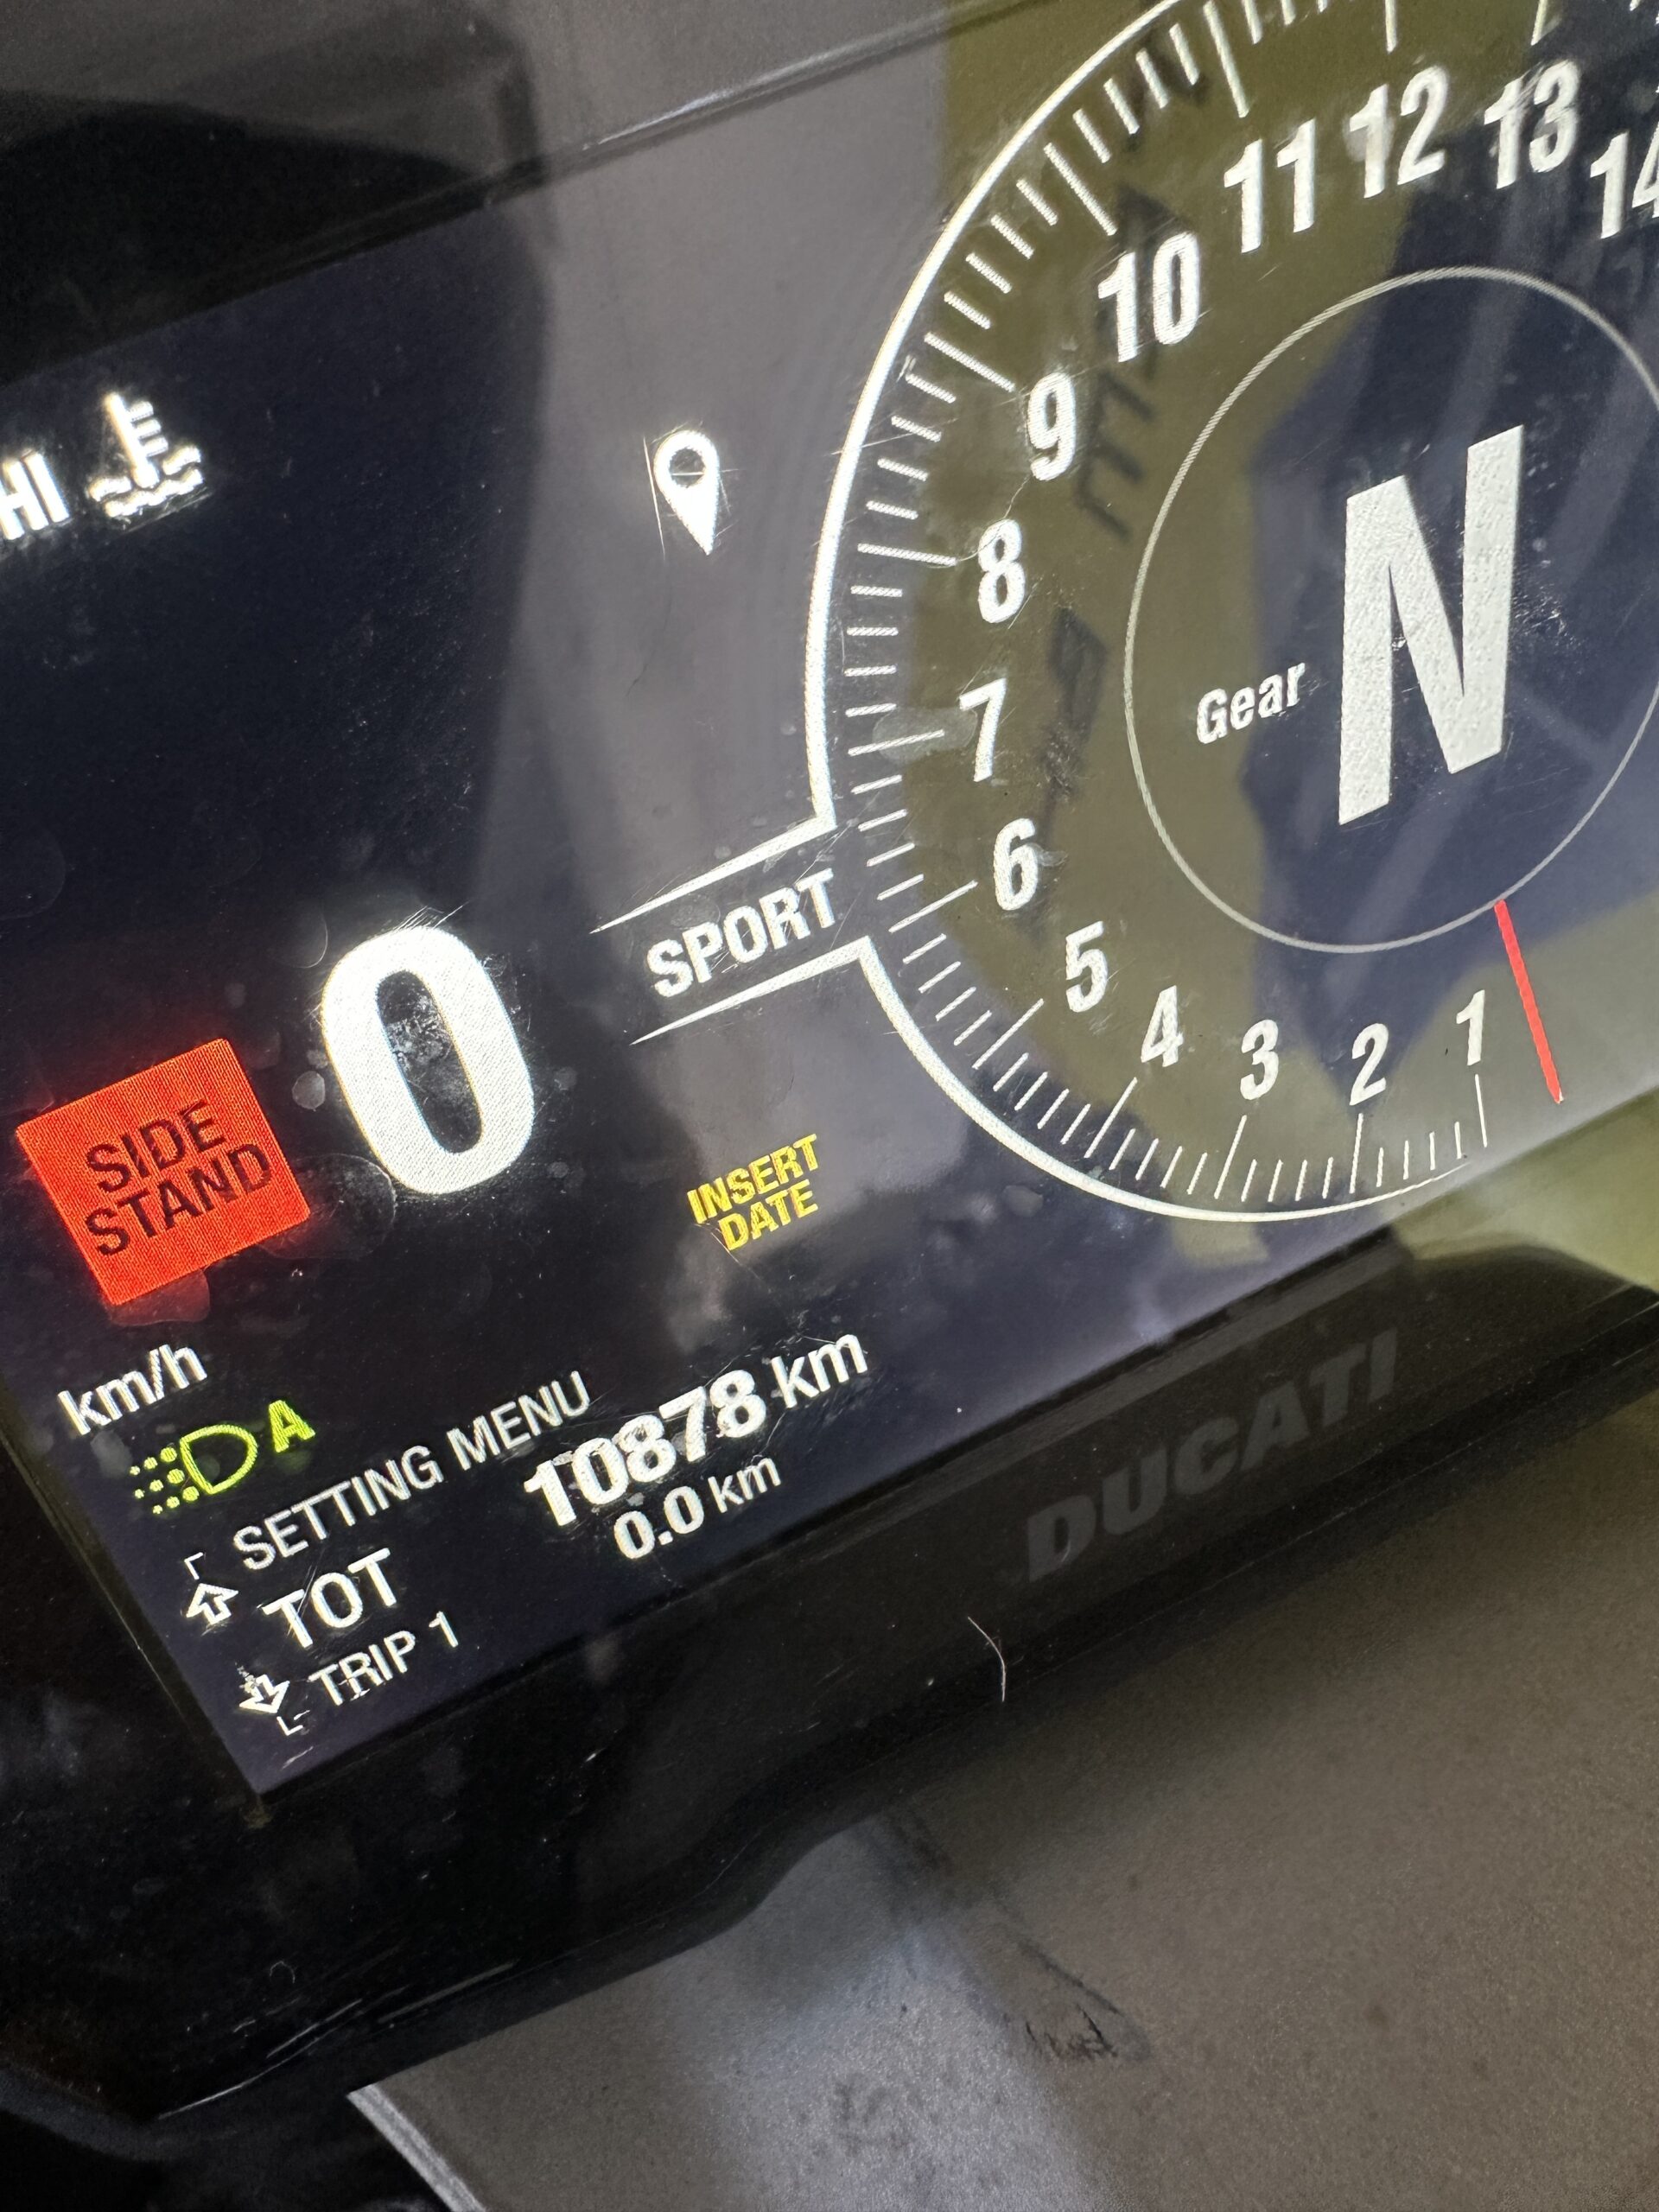 HI
11 12 13 14
10
9
8
7
6
5
4
3
2
1
Gear N
SPORT
0
SIDE
STAND
INSERT
DATE
km/h
A
SETTING MENU
TOT 10878 km
TRIP 1 0.0 km
DUCATI